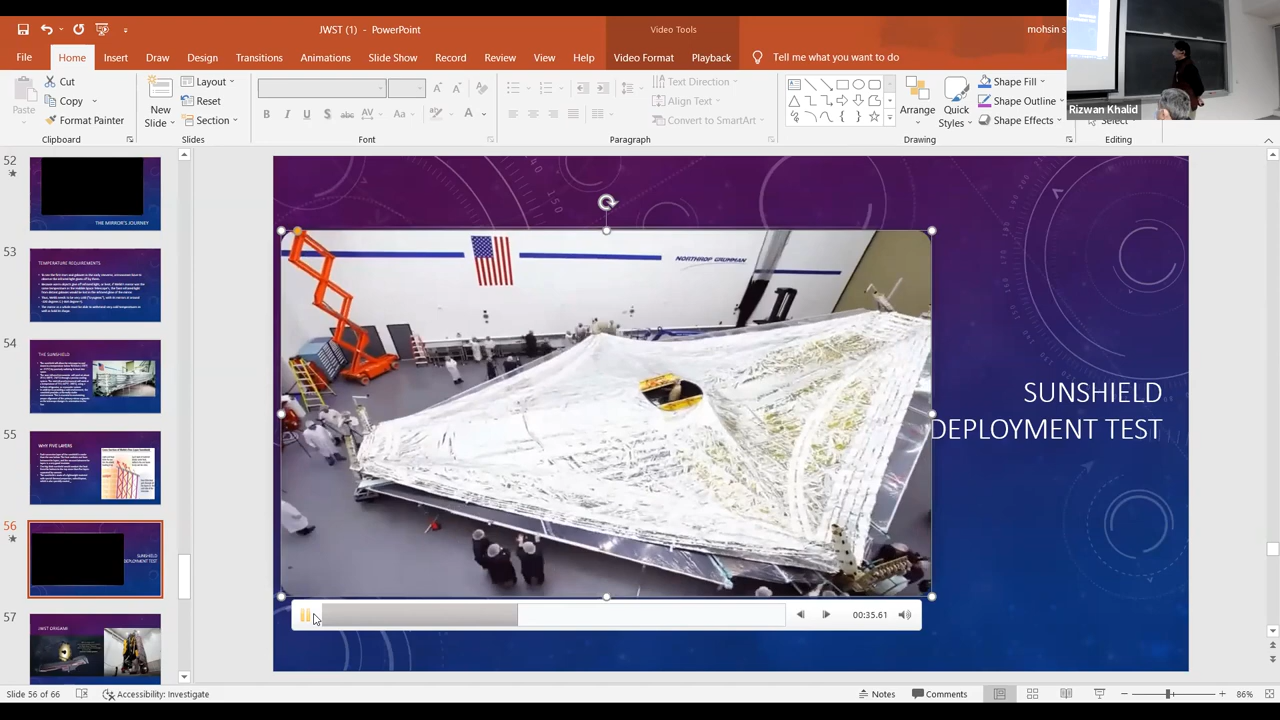 JWST (1) - PowerPoint
Video Tools
mohsin s
File
Home
Insert
Draw
Design
Transitions
Animations
Slide Show
Record
Review
View
Help
Video Format
Playback
Tell me what you want to do
Paste
Cut
Copy
Format Painter
Clipboard
New
Slide
Layout
Reset
Section
Slides
Font
Text Direction
Align Text
Convert to SmartArt
Paragraph
Arrange
Quick
Styles
Shape Fill
Shape Outline
Shape Effects
Drawing
Select
Editing
Rizwan Khalid
52
THE MIRROR'S JOURNEY
53
TEMPERATURE REQUIREMENTS
54
THE SUNSHIELD
55
WHY FIVE LAYERS
56
SUNSHIELD
DEPLOYMENT TEST
57
JWST ORIGAMI
NORTHROP GRUMMAN
SUNSHIELD
DEPLOYMENT TEST
00:35.61
Slide 56 of 66
Accessibility: Investigate
Notes
Comments
86%